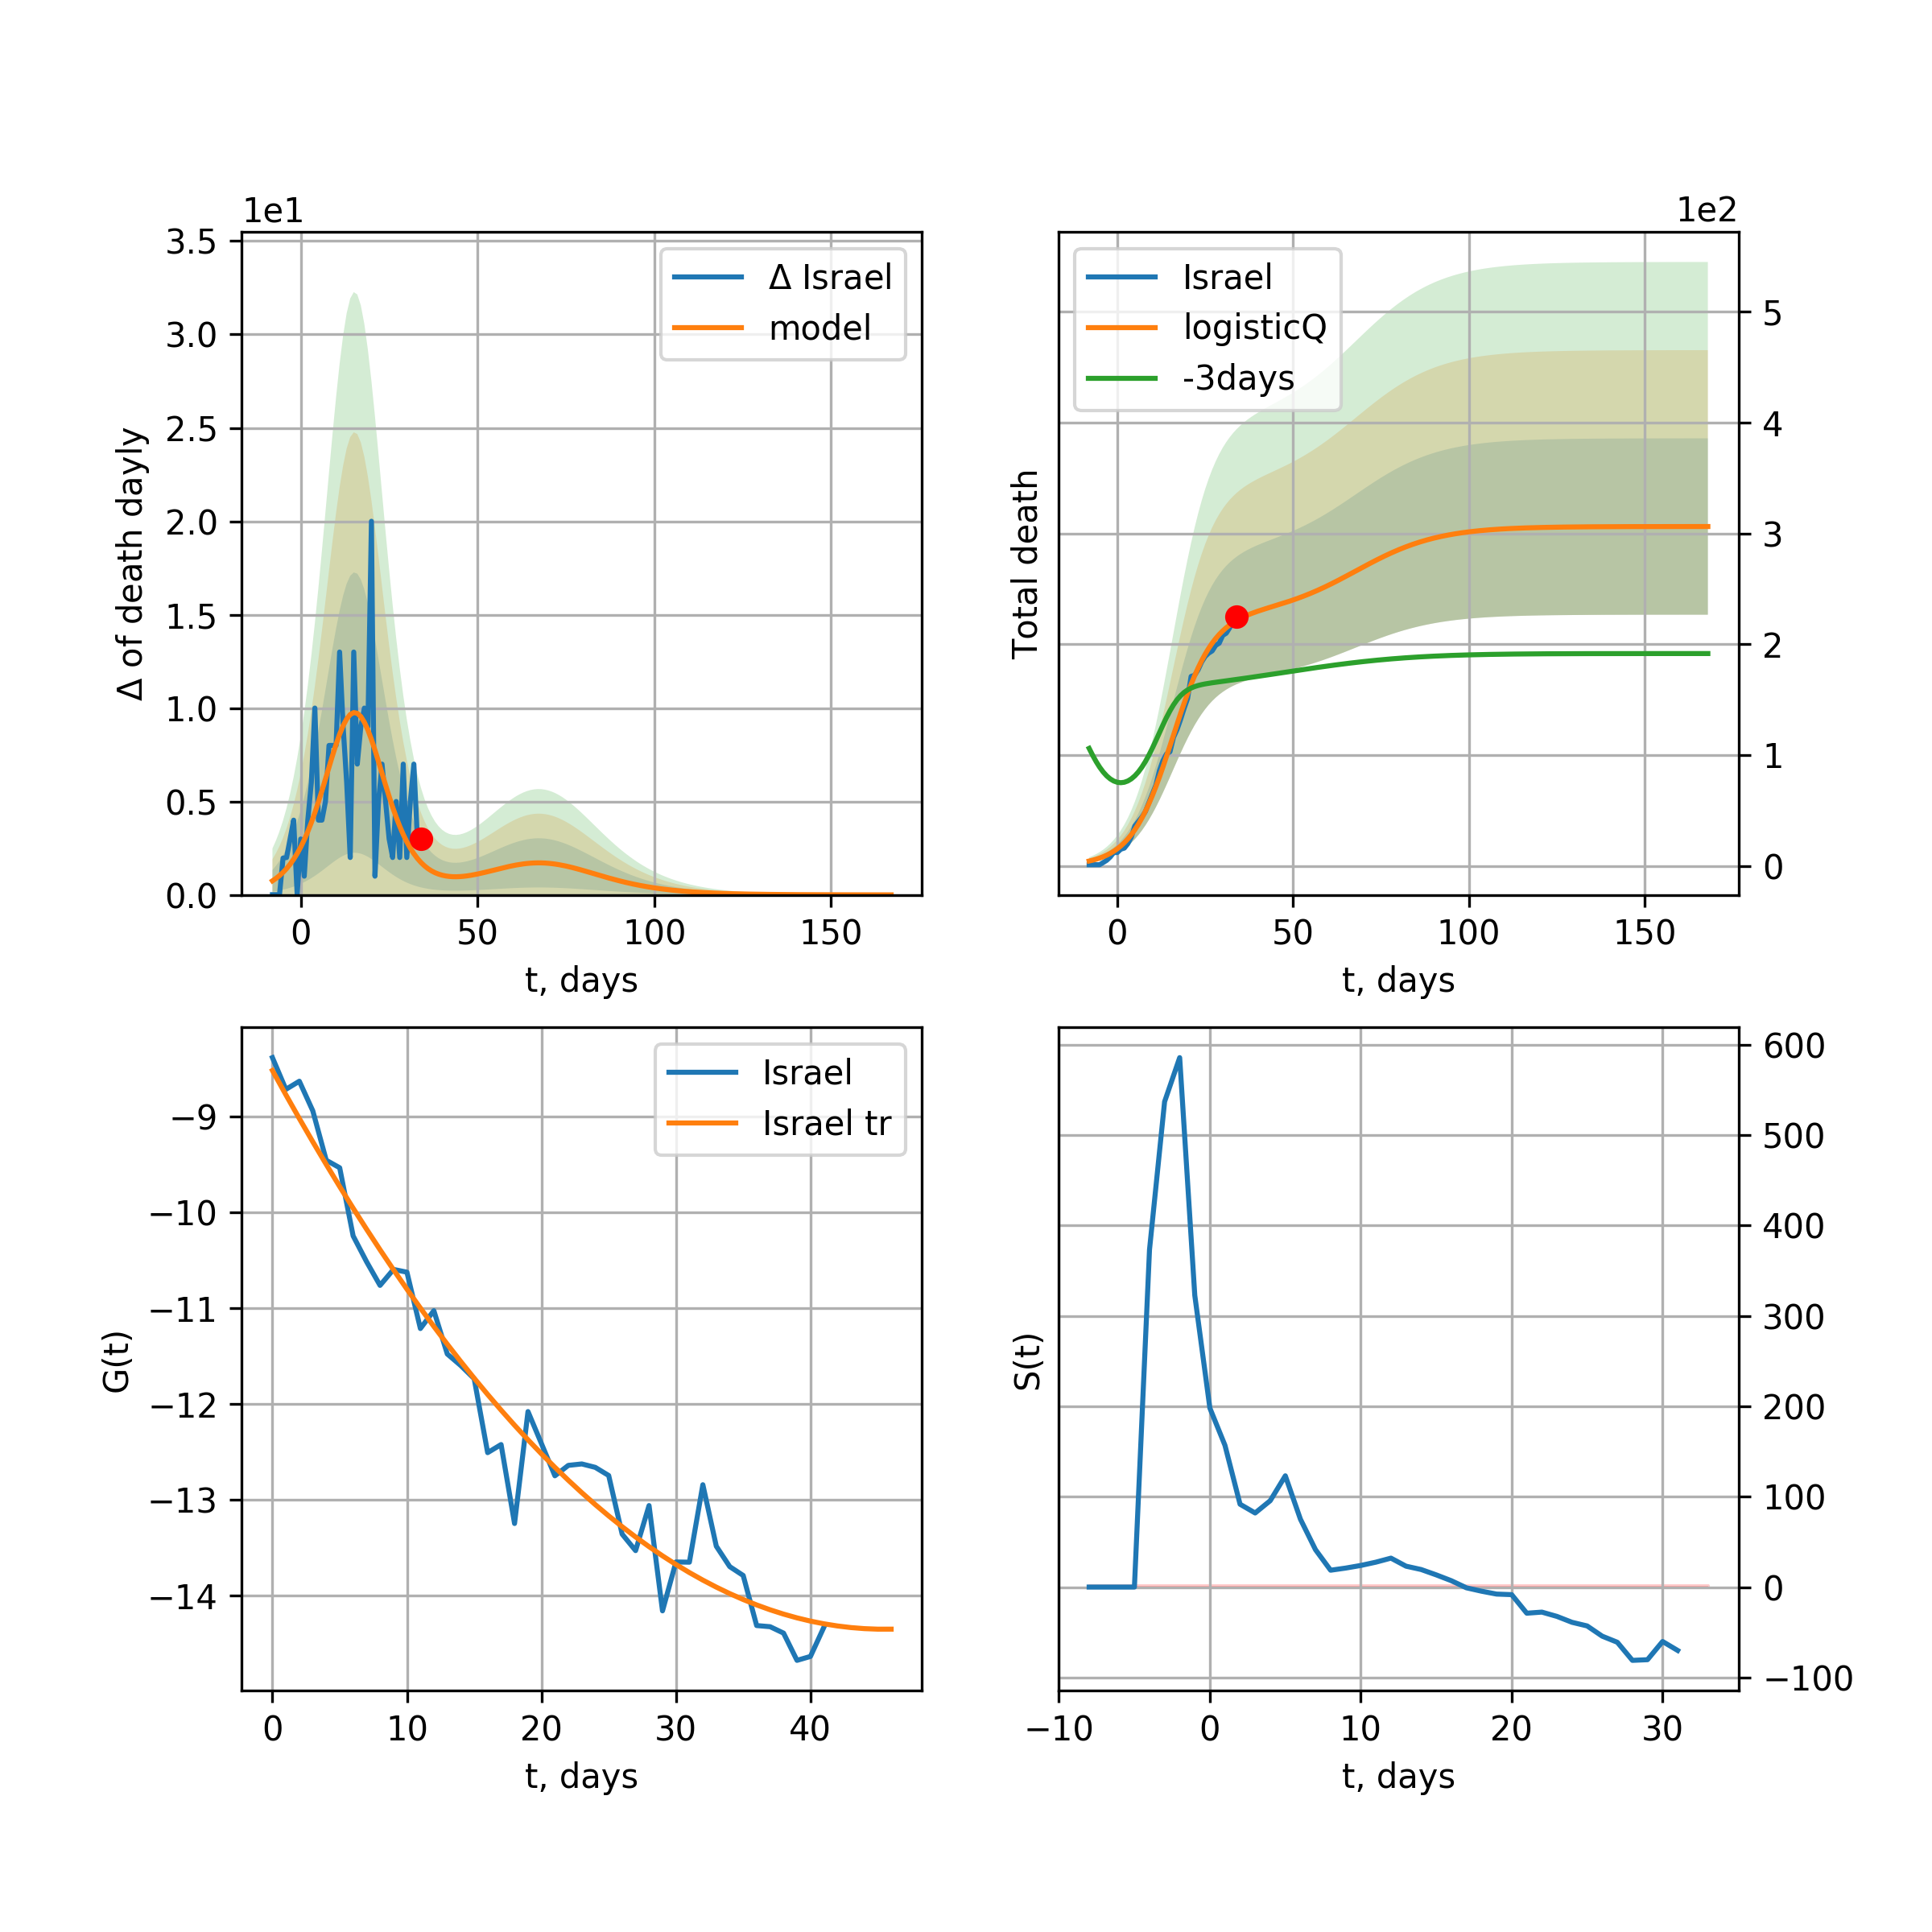 1e1
3.5
3.0
2.5
2.0
1.5
1.0
0.5
0.0
Δ of death dayly
Δ Israel
model
0 50 100 150
t, days
1e2
Israel
logisticQ
-3days
Total death
5
4
3
2
1
0
0 50 100 150
t, days
Israel
Israel tr
−9
−10
−11
−12
−13
−14
G(t)
0 10 20 30 40
t, days
S(t)
600
500
400
300
200
100
0
−100
−10 0 10 20 30
t, days